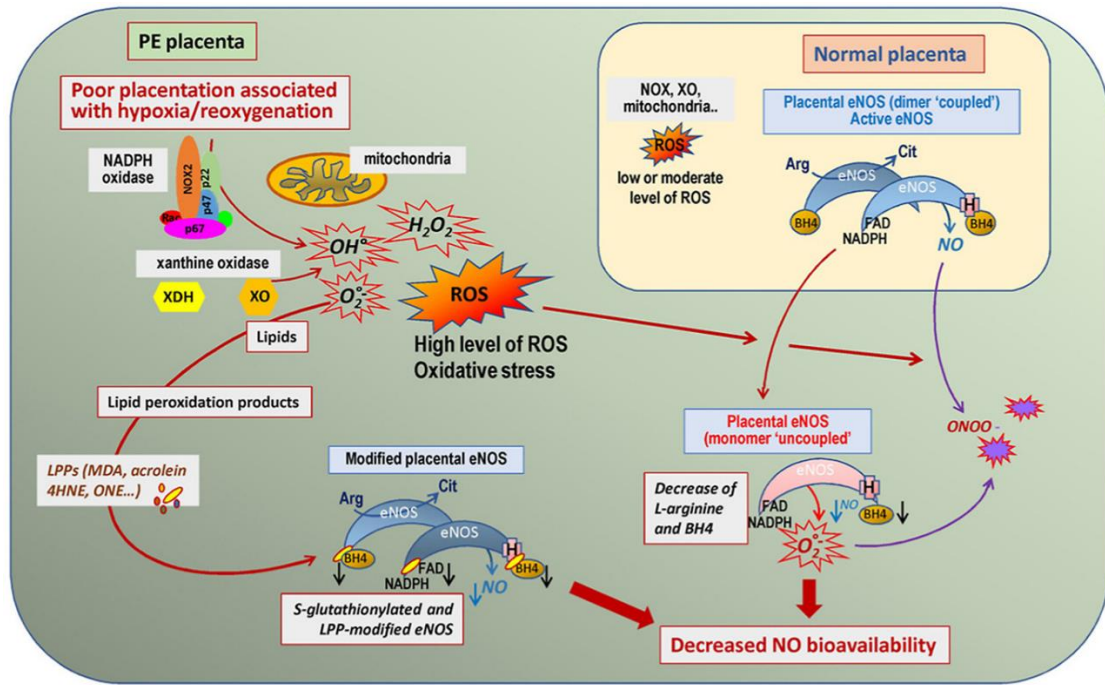 PE placenta
Poor placentation associated
with hypoxia/reoxygenation
NADPH
oxidase
NOX2
p22
p47
Rac
p67
mitochondria
H2O2
OH°
xanthine oxidase
XDH
XO
O2°-
ROS
High level of ROS
Oxidative stress
Lipids
Lipid peroxidation products
LPPs (MDA, acrolein
4HNE, ONE...)
Modified placental eNOS
Arg
Cit
eNOS
eNOS
BH4
FAD
NADPH
H
BH4
NO
S-glutathionylated and
LPP-modified eNOS
Normal placenta
NOX, XO,
mitochondria..
ROS
low or moderate
level of ROS
Placental eNOS (dimer 'coupled')
Active eNOS
Arg
Cit
eNOS
eNOS
BH4
FAD
NADPH
H
BH4
NO
Placental eNOS
(monomer 'uncoupled'
Decrease of
L-arginine
and BH4
eNOS
FAD
NADPH
H
BH4
NO
O2°-
ONOO -
Decreased NO bioavailability